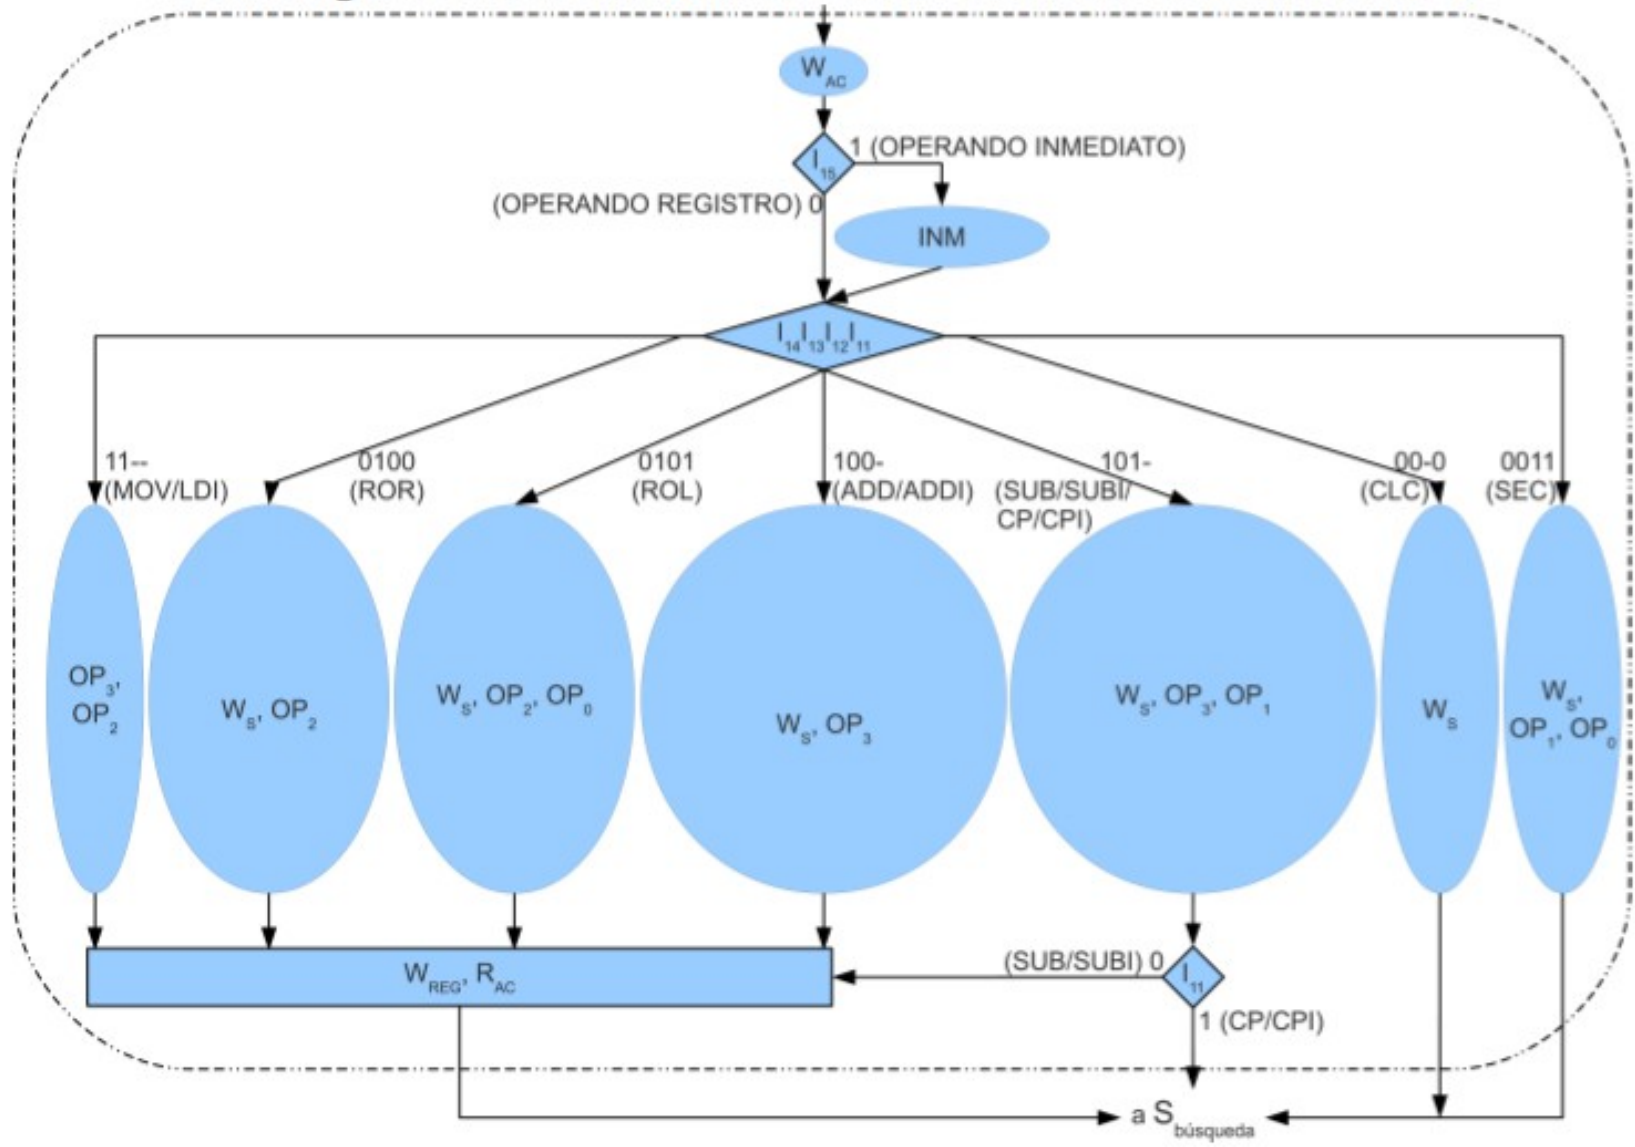 W_AC
I_15
1 (OPERANDO INMEDIATO)
(OPERANDO REGISTRO) 0
INM
I_14 I_13 I_12 I_11
11--
(MOV/LDI)
0100
(ROR)
0101
(ROL)
100-
(ADD/ADDI)
101-
(SUB/SUBI/
CP/CPI)
00-0
(CLC)
0011
(SEC)
OP_3,
OP_2
W_S, OP_2
W_S, OP_2, OP_0
W_S, OP_3
W_S, OP_3, OP_1
W_S
W_S,
OP_1, OP_0
W_REG, R_AC
(SUB/SUBI) 0
I_11
1 (CP/CPI)
a S_búsqueda